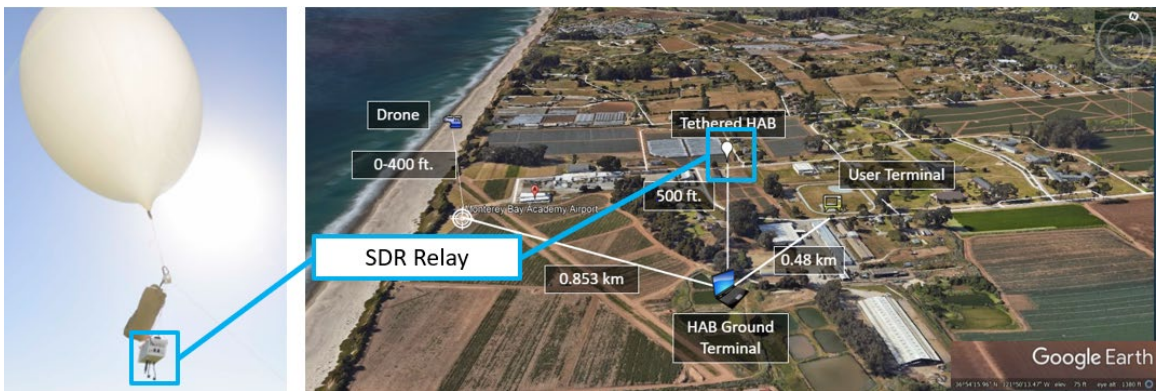 Drone
Tethered HAB
0-400 ft.
User Terminal
500 ft.
Monterey Bay Academy Airport
SDR Relay
0.853 km
0.48 km
HAB Ground
Terminal
Google Earth